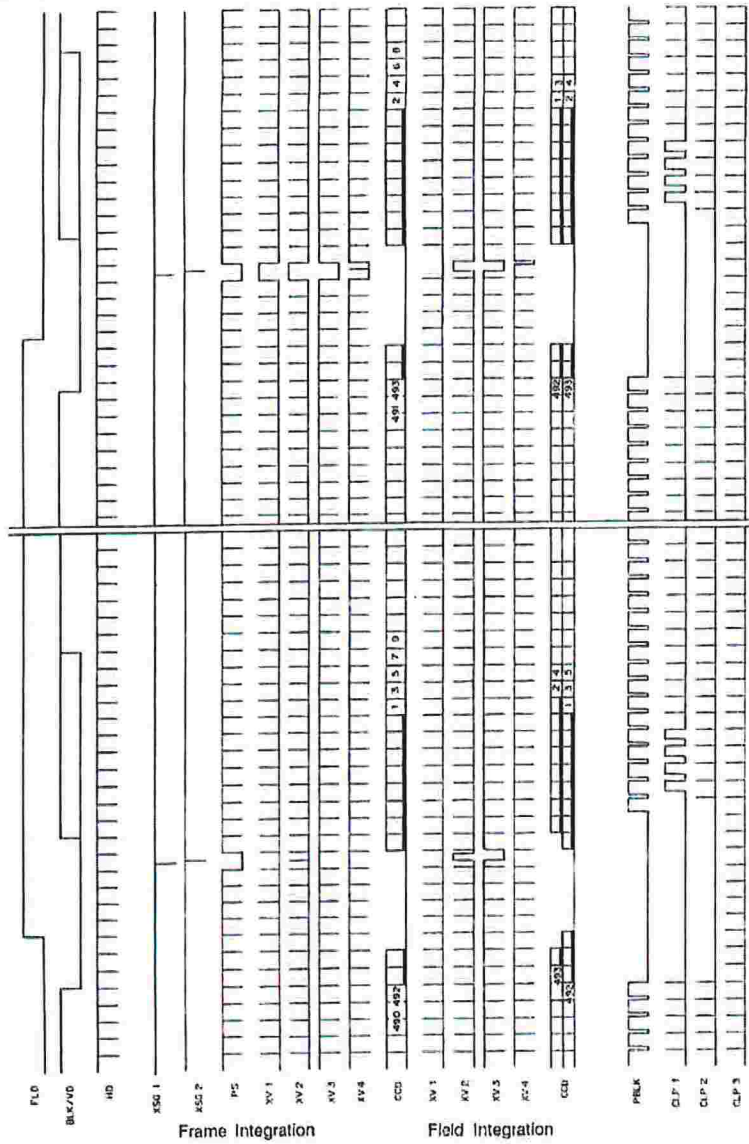 FLD
BLK/VD
HD
XSG 1
XSG 2
PS
XV 1
XV 2
XV 3
XV 4
CCD 490 492 1 3 5 7 9 491 493 2 4 6 8
Frame Integration
XV 1
XV 2
XV 3
XV 4
CCD
493 2 4 492 1 3
492 1 3 5 493 2 4
Field Integration
PBLK
CLP 1
CLP 2
CLP 3